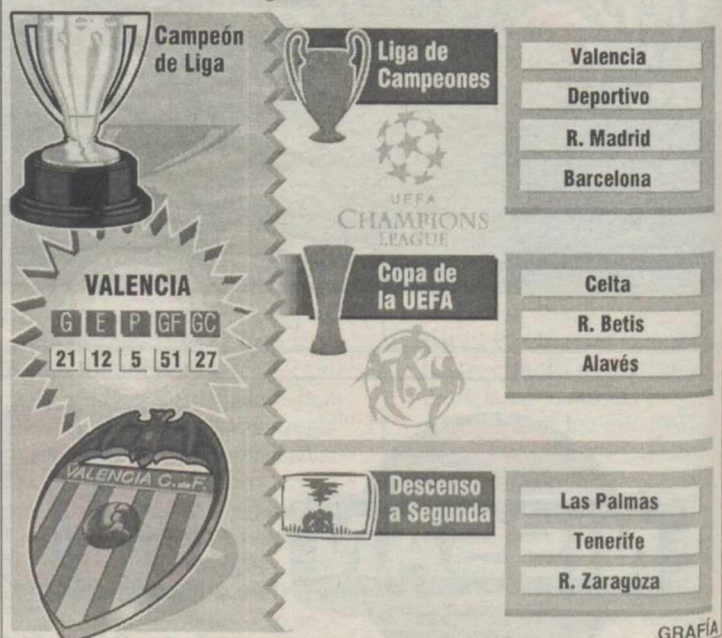 Campeón
de Liga
VALENCIA
G E P GF GC
21 12 5 51 27
VALENCIA C. de F.
Liga de
Campeones
UEFA
CHAMPIONS
LEAGUE
Valencia
Deportivo
R. Madrid
Barcelona
Copa de
la UEFA
Celta
R. Betis
Alavés
Descenso
a Segunda
Las Palmas
Tenerife
R. Zaragoza
GRAFÍA